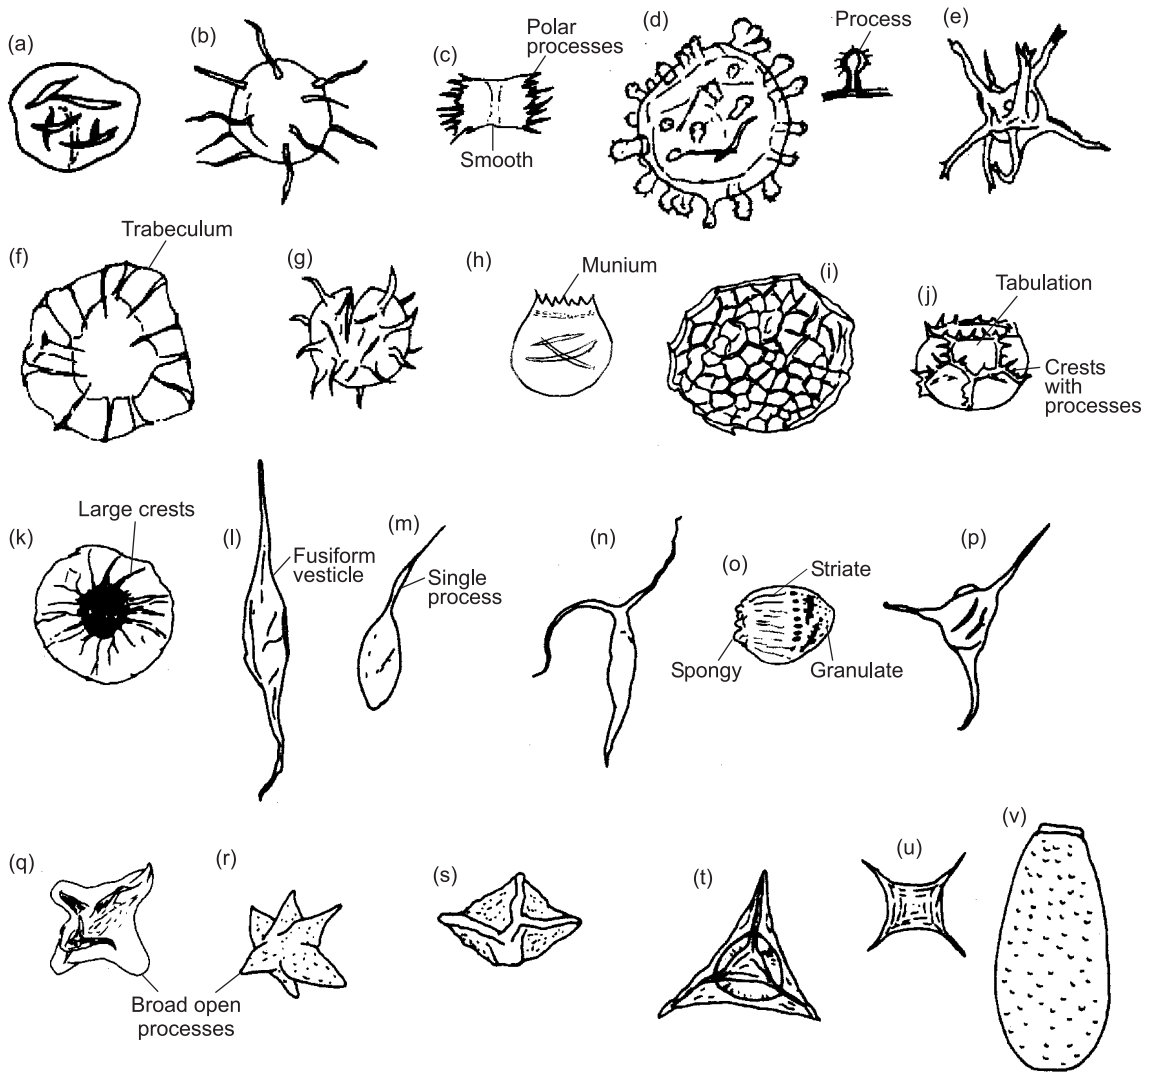 (a)
(b)
(c)
Polar
processes
Smooth
(d)
Process
(e)
(f)
Trabeculum
(g)
(h)
Munium
(i)
(j)
Tabulation
Crests
with
processes
(k)
Large crests
(l)
Fusiform
vesticle
(m)
Single
process
(n)
(o)
Striate
Spongy
Granulate
(p)
(q)
(r)
Broad open
processes
(s)
(t)
(u)
(v)